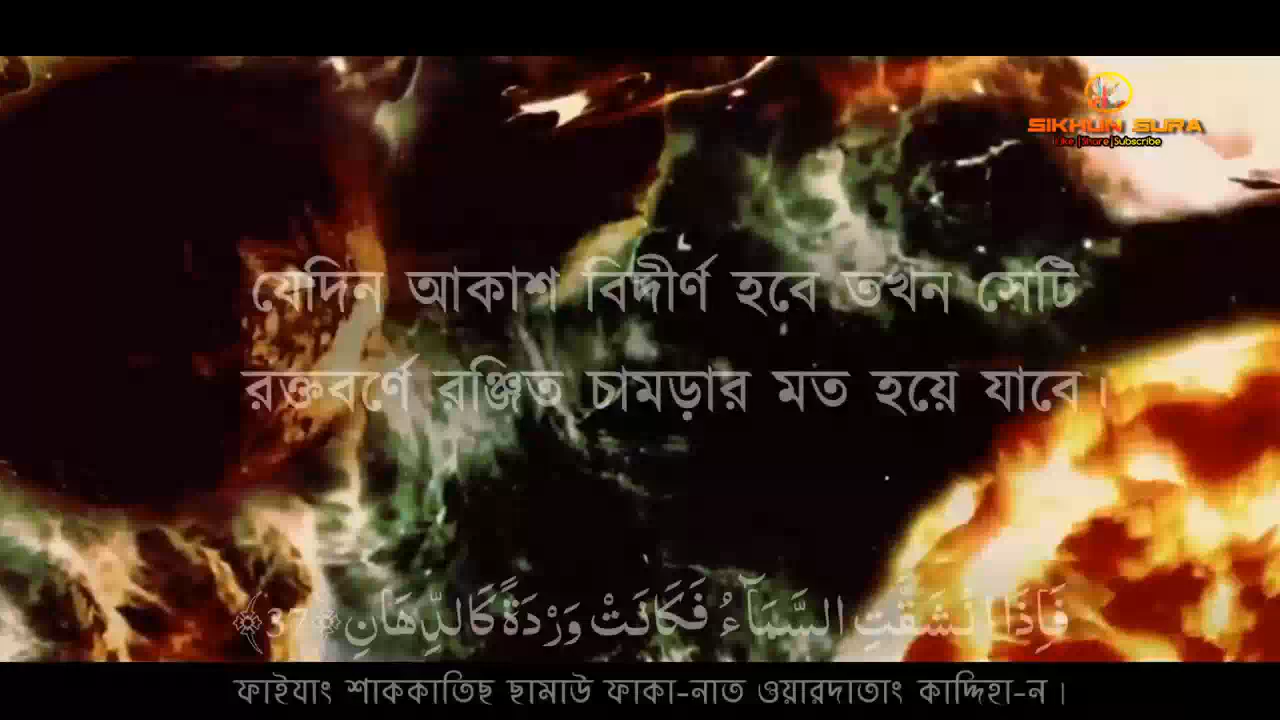 SIKHUN SURA
Like |Share|Subscribe
যেদিন আকাশ বিদীর্ণ হবে তখন সেটি
রক্তবর্ণে রঞ্জিত চামড়ার মত হয়ে যাবে।
فَإِذَا انشَقَّتِ السَّمَآءُ فَكَانَتْ وَرْدَةً كَالدِّهَانِ ﴿37﴾
ফাইযাং শাককাতিছ ছামাউ ফাকা-নাত ওয়ারদাতাং কাদ্দিহা-ন।